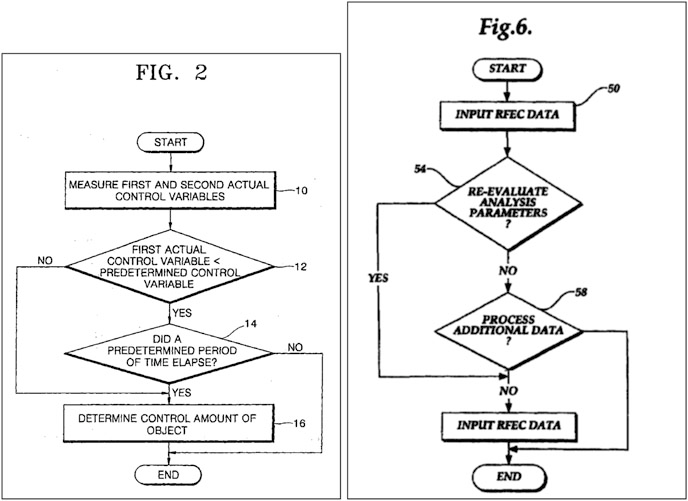 FIG. 2
START
MEASURE FIRST AND SECOND ACTUAL
CONTROL VARIABLES
10
FIRST ACTUAL
CONTROL VARIABLE <
PREDETERMINED CONTROL
VARIABLE
12
NO
YES
14
DID A
PREDETERMINED PERIOD
OF TIME ELAPSE?
NO
YES
DETERMINE CONTROL AMOUNT OF
OBJECT
16
END
Fig.6.
START
50
INPUT RFEC DATA
54
RE-EVALUATE
ANALYSIS
PARAMETERS
?
YES
NO
58
PROCESS
ADDITIONAL DATA
?
NO
INPUT RFEC DATA
END